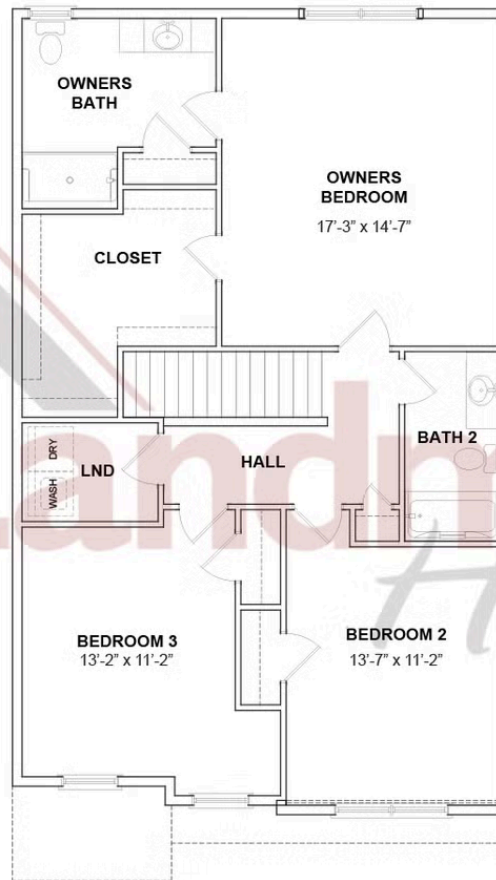 OWNERS
BATH
OWNERS
BEDROOM
17'-3" x 14'-7"
CLOSET
DRY
WASH
LND
HALL
BATH 2
BEDROOM 3
13'-2" x 11'-2"
BEDROOM 2
13'-7" x 11'-2"